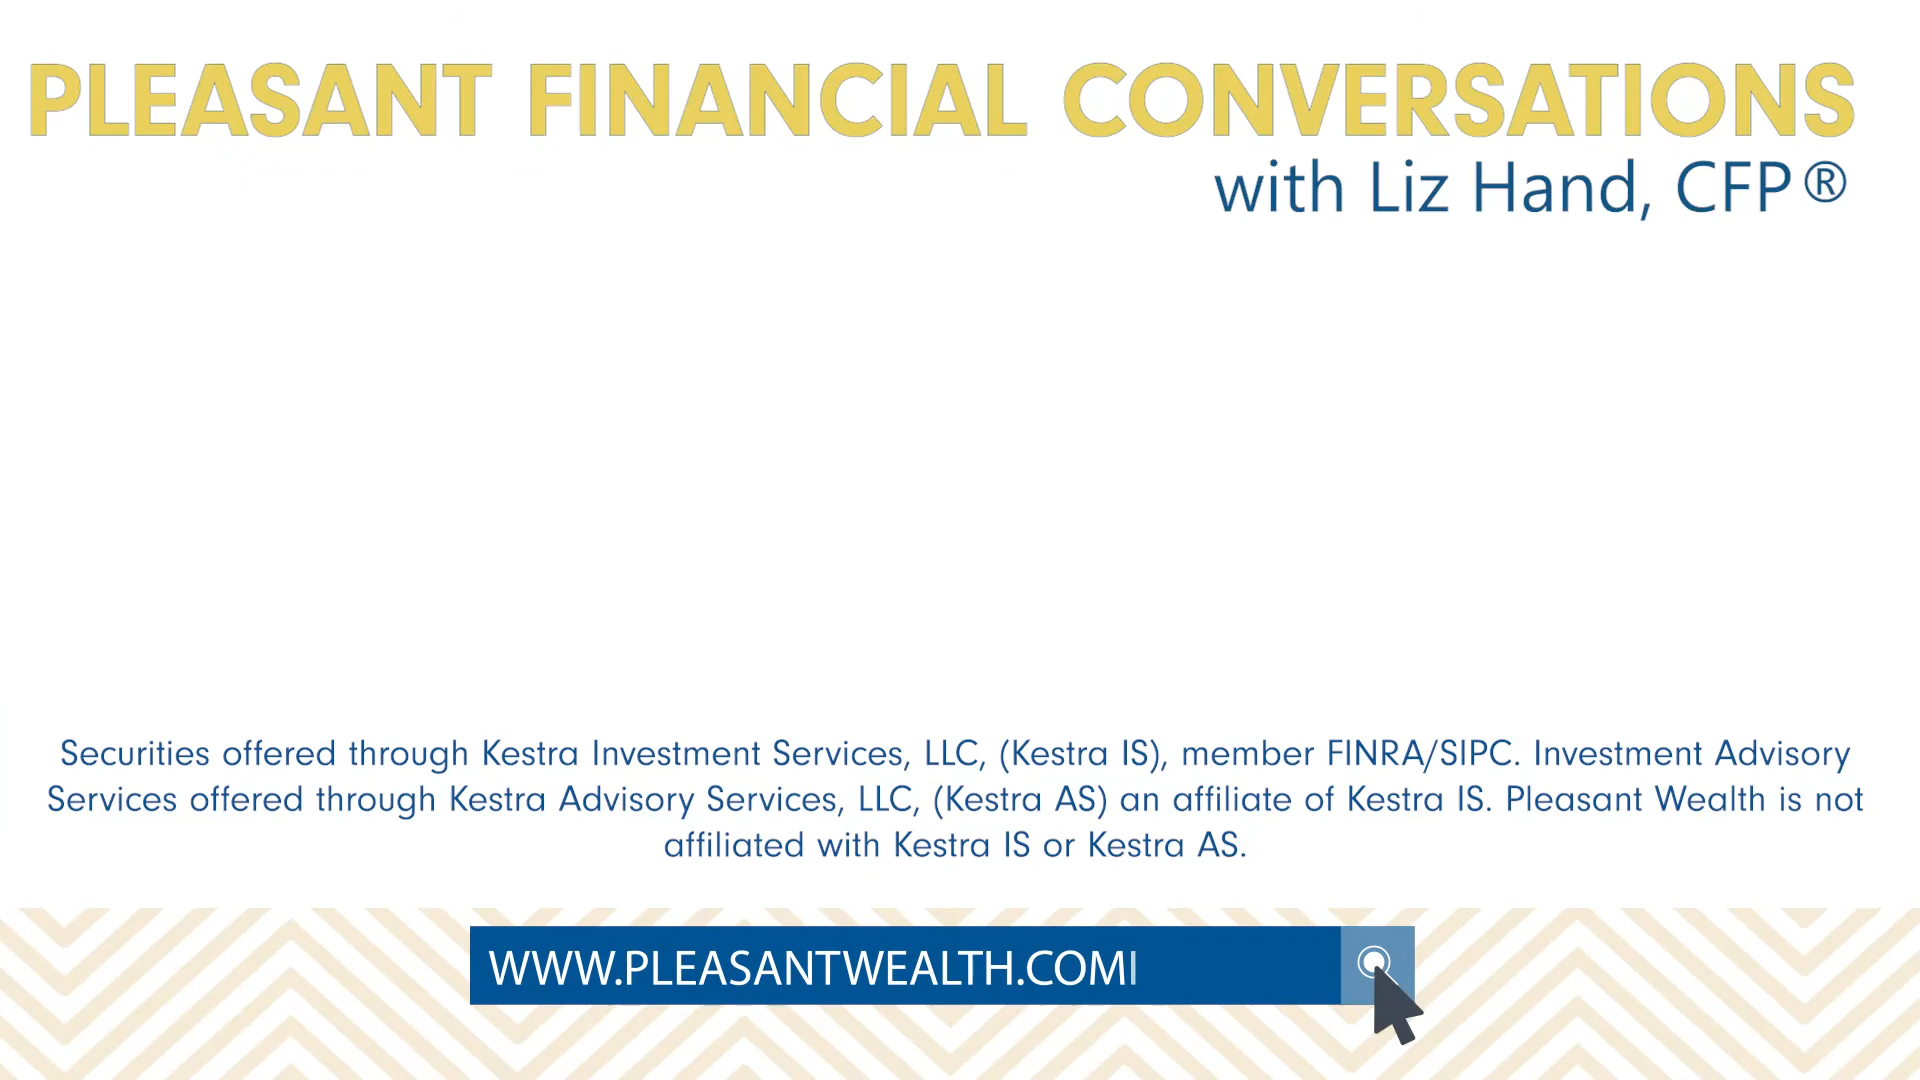 PLEASANT FINANCIAL CONVERSATIONS
with Liz Hand, CFP®
Securities offered through Kestra Investment Services, LLC, (Kestra IS), member FINRA/SIPC. Investment Advisory
Services offered through Kestra Advisory Services, LLC, (Kestra AS) an affiliate of Kestra IS. Pleasant Wealth is not
affiliated with Kestra IS or Kestra AS.
WWW.PLEASANTWEALTH.COM